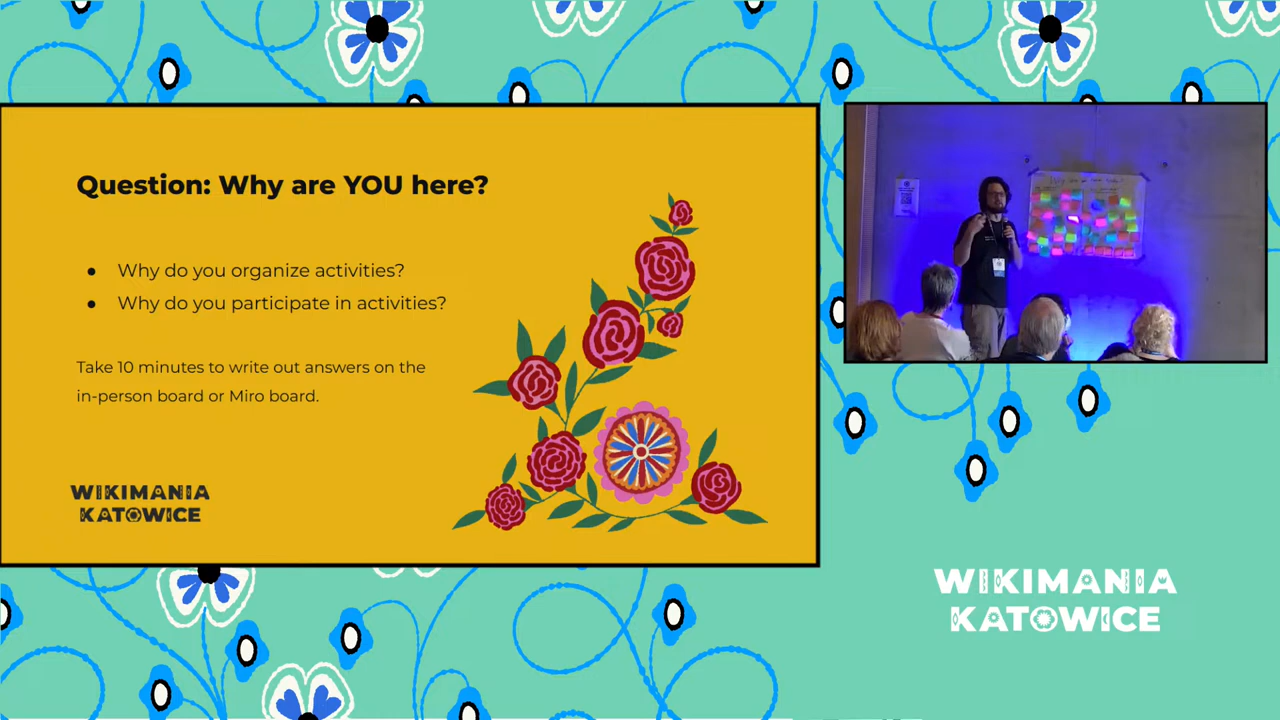 Question: Why are YOU here?
● Why do you organize activities?
● Why do you participate in activities?
Take 10 minutes to write out answers on the
in-person board or Miro board.
WIKIMANIA
KATOWICE
WIKIMANIA
KATOWICE